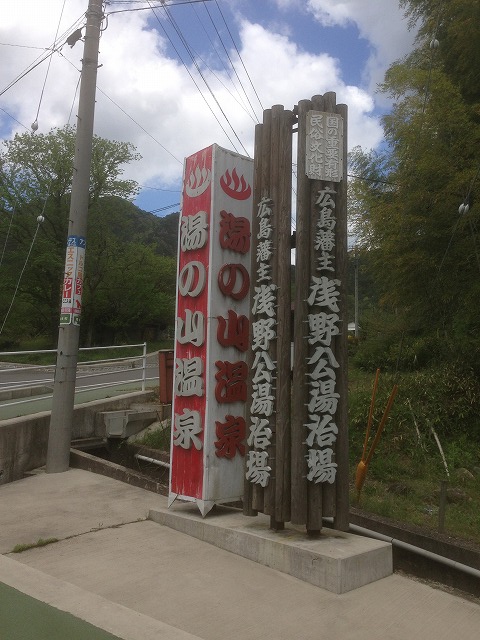 湯の山温泉
湯の山温泉
広島藩主浅野公湯治場
国の重要有形
民俗文化財
広島藩主浅野公湯治場